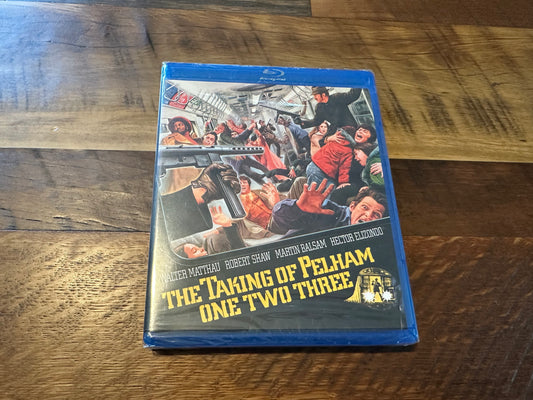 WALTER MATTHAU ROBERT SHAW MARTIN BALSAM HECTOR ELIZONDO
THE TAKING OF PELHAM
ONE TWO THREE